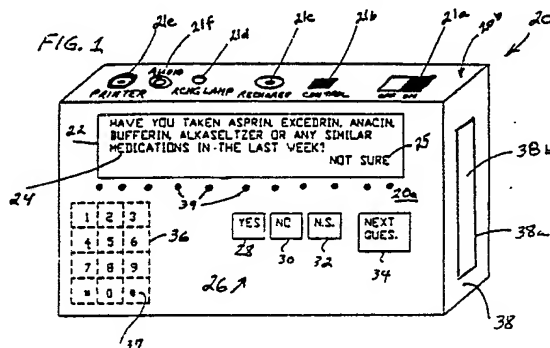 FIG. 1
21e
21f
21d
21c
21b
21a
20
PRINTER
AUDIO
RCHG LAMP
RECHARGE
CONTROL
OFF ON
HAVE YOU TAKEN ASPRIN, EXCEDRIN, ANACIN,
BUFFERIN, ALKASELTZER OR ANY SIMILAR
MEDICATIONS IN THE LAST WEEK?
NOT SURE
22
24
25
39
20a
38b
38a
38
1 2 3
4 5 6
7 8 9
* 0
36
37
YES
NO
N.S.
NEXT
QUES.
28
30
32
34
26